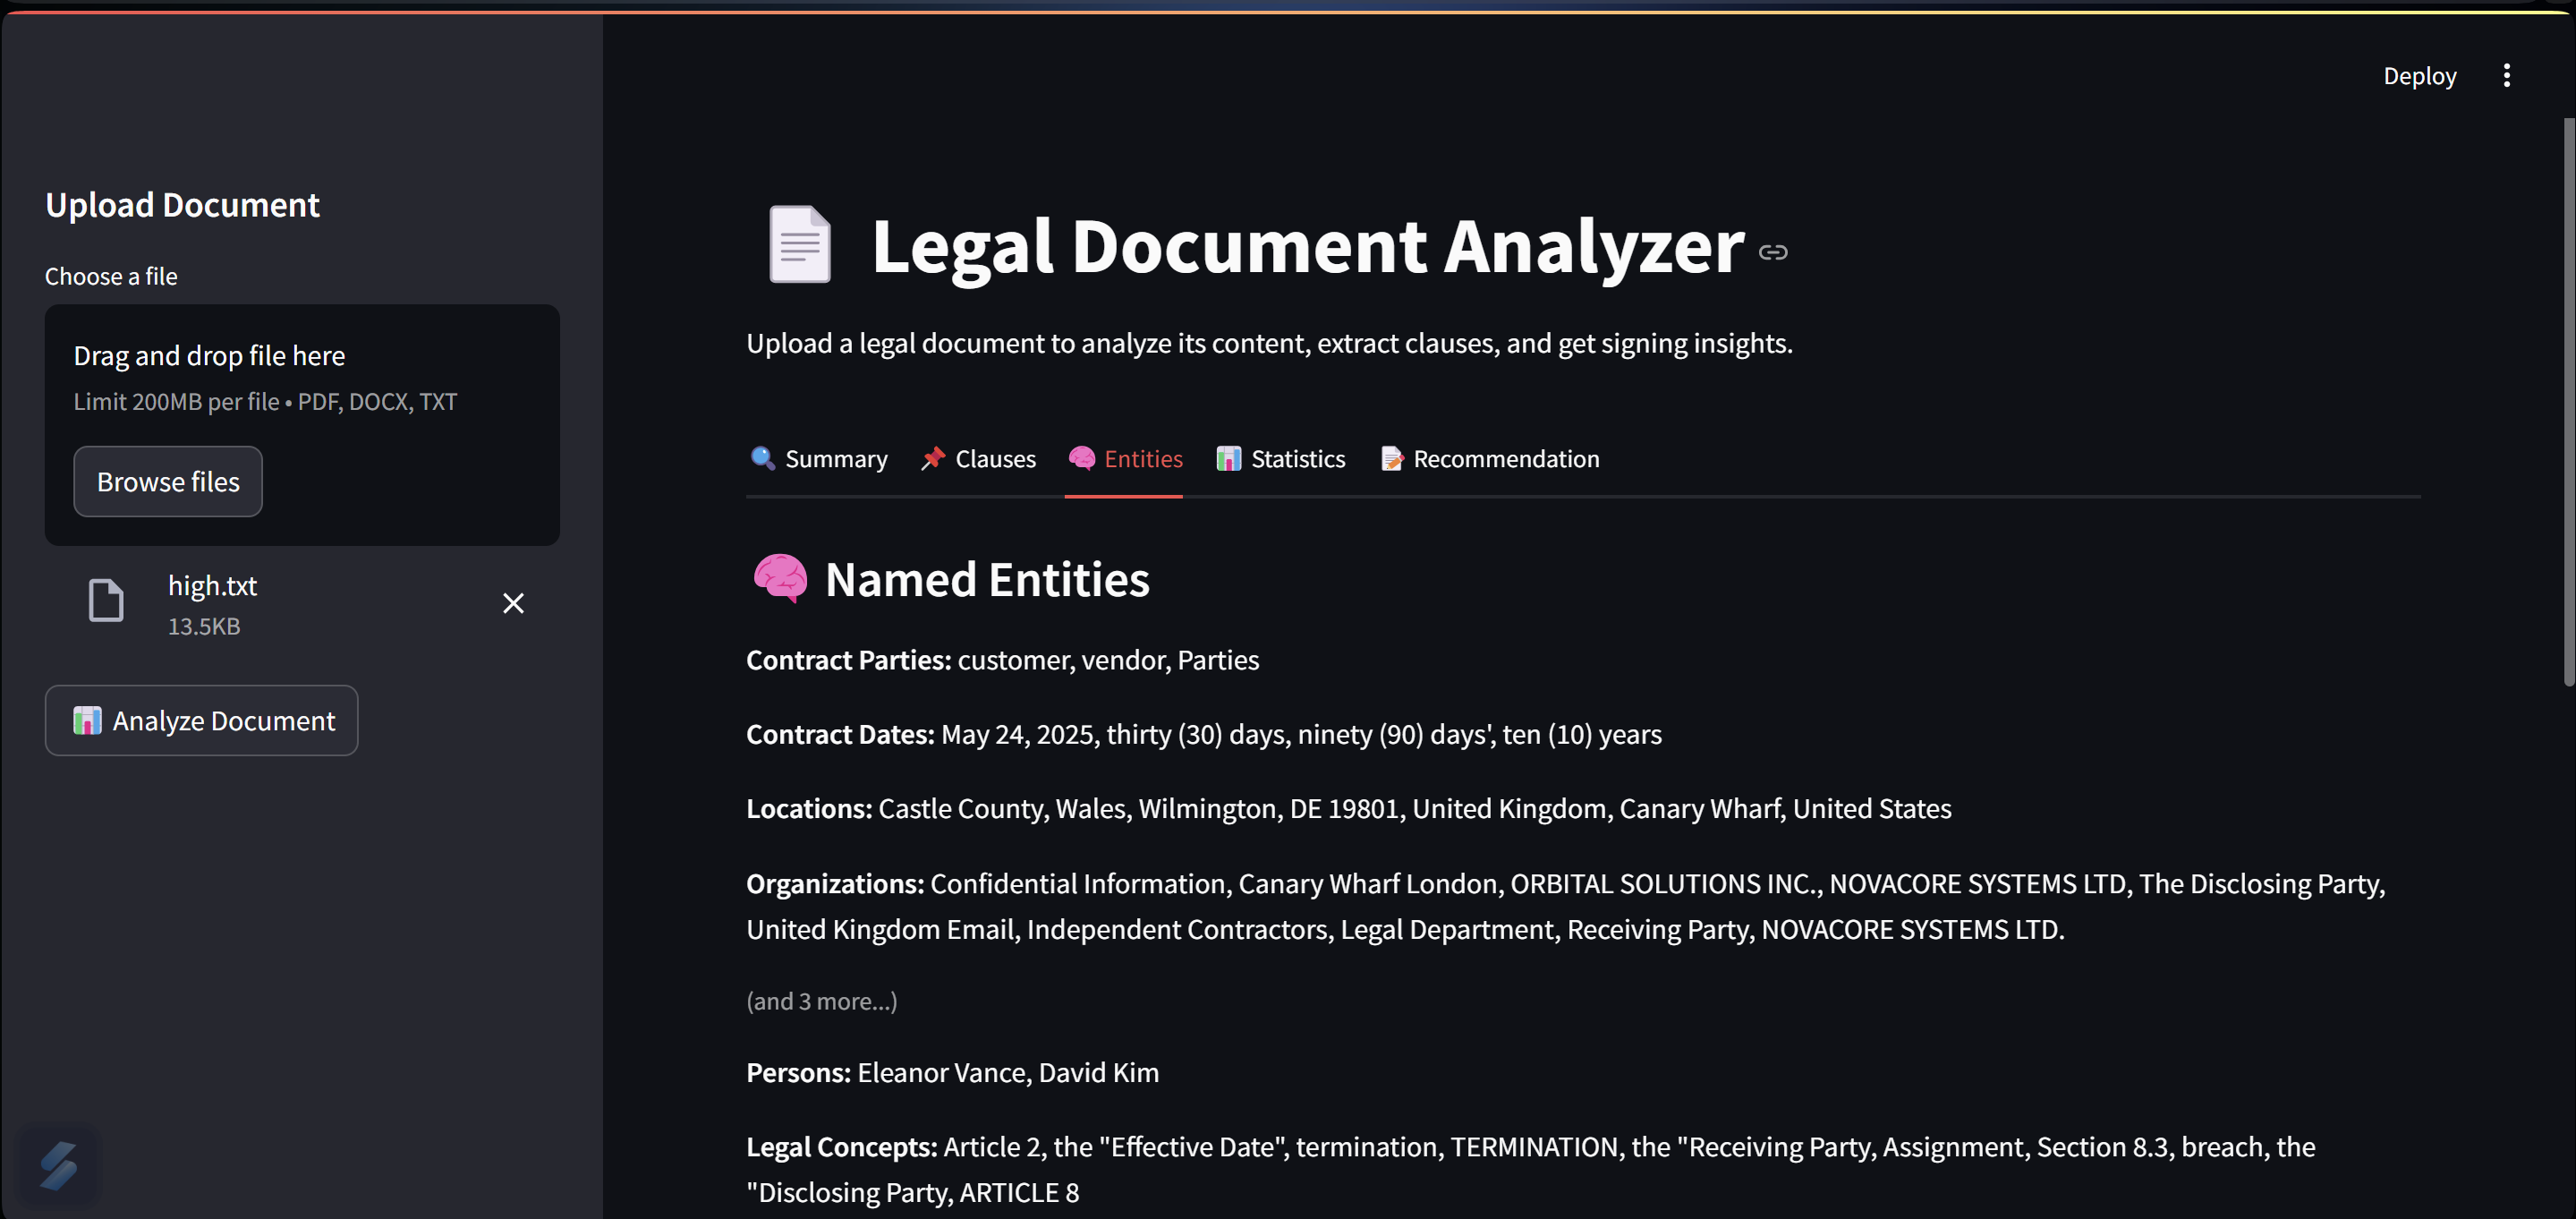 Deploy
Upload Document
Choose a file
Drag and drop file here
Limit 200MB per file • PDF, DOCX, TXT
Browse files
high.txt
13.5KB
Analyze Document
Legal Document Analyzer
Upload a legal document to analyze its content, extract clauses, and get signing insights.
Summary Clauses Entities Statistics Recommendation
Named Entities
Contract Parties: customer, vendor, Parties
Contract Dates: May 24, 2025, thirty (30) days, ninety (90) days', ten (10) years
Locations: Castle County, Wales, Wilmington, DE 19801, United Kingdom, Canary Wharf, United States
Organizations: Confidential Information, Canary Wharf London, ORBITAL SOLUTIONS INC., NOVACORE SYSTEMS LTD, The Disclosing Party,
United Kingdom Email, Independent Contractors, Legal Department, Receiving Party, NOVACORE SYSTEMS LTD.
(and 3 more...)
Persons: Eleanor Vance, David Kim
Legal Concepts: Article 2, the "Effective Date", termination, TERMINATION, the "Receiving Party, Assignment, Section 8.3, breach, the
"Disclosing Party, ARTICLE 8